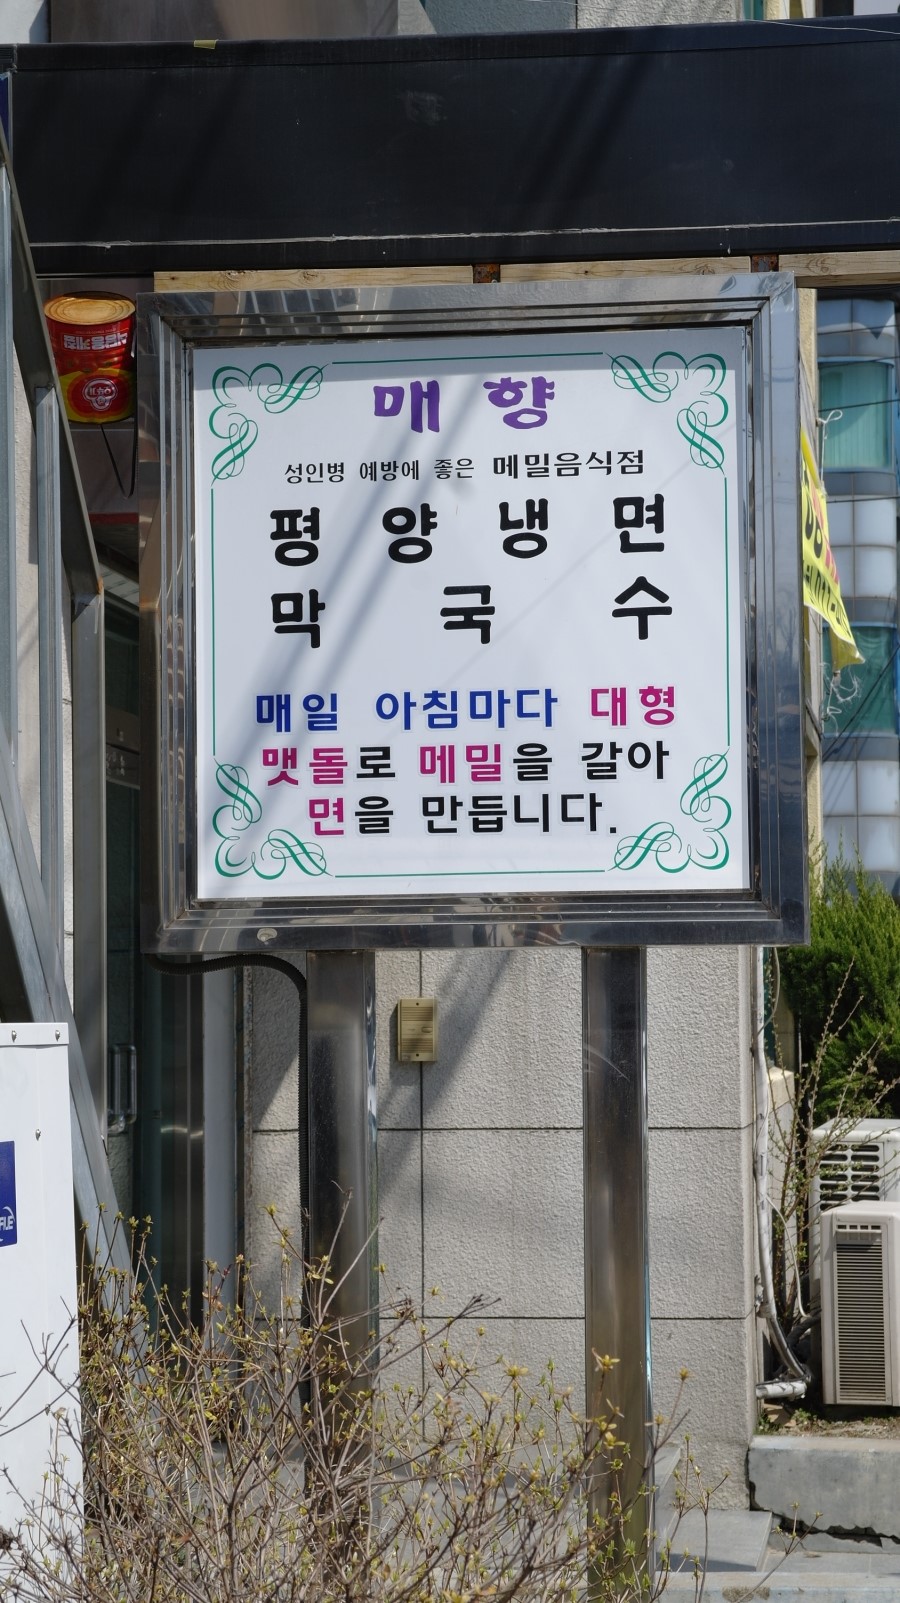 매향
성인병 예방에 좋은 메밀음식점
평양냉면
막국수
매일 아침마다 대형
맷돌로 메밀을 갈아
면을 만듭니다.